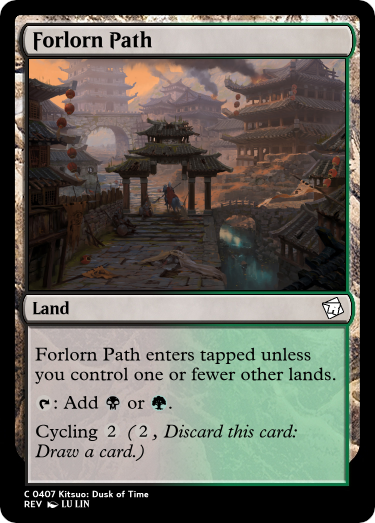 Forlorn Path
Land
Forlorn Path enters tapped unless
you control one or fewer other lands.
: Add or .
Cycling 2 (2, Discard this card:
Draw a card.)
C 0407 Kitsuo: Dusk of Time
REV LU LIN